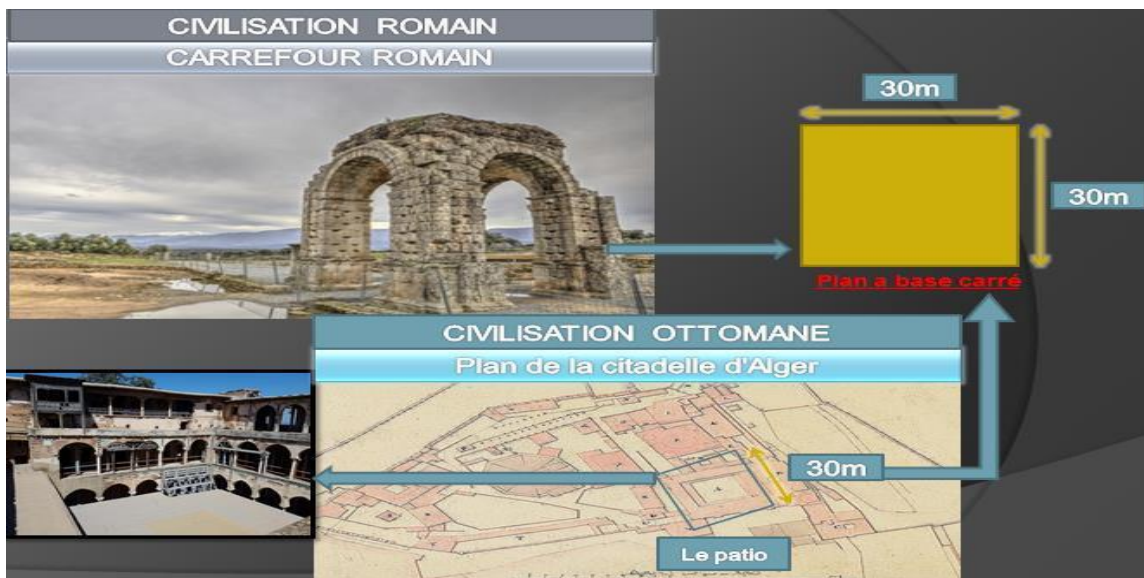 CIVILISATION ROMAIN
CARREFOUR ROMAIN
30m
30m
Plan a base carré
CIVILISATION OTTOMANE
Plan de la citadelle d'Alger
30m
Le patio